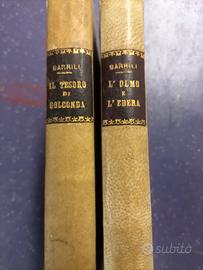 BARRILI
IL TESORO
DI
GOLCONDA
BARRILI
L'OLMO
E
L'EDERA
subito